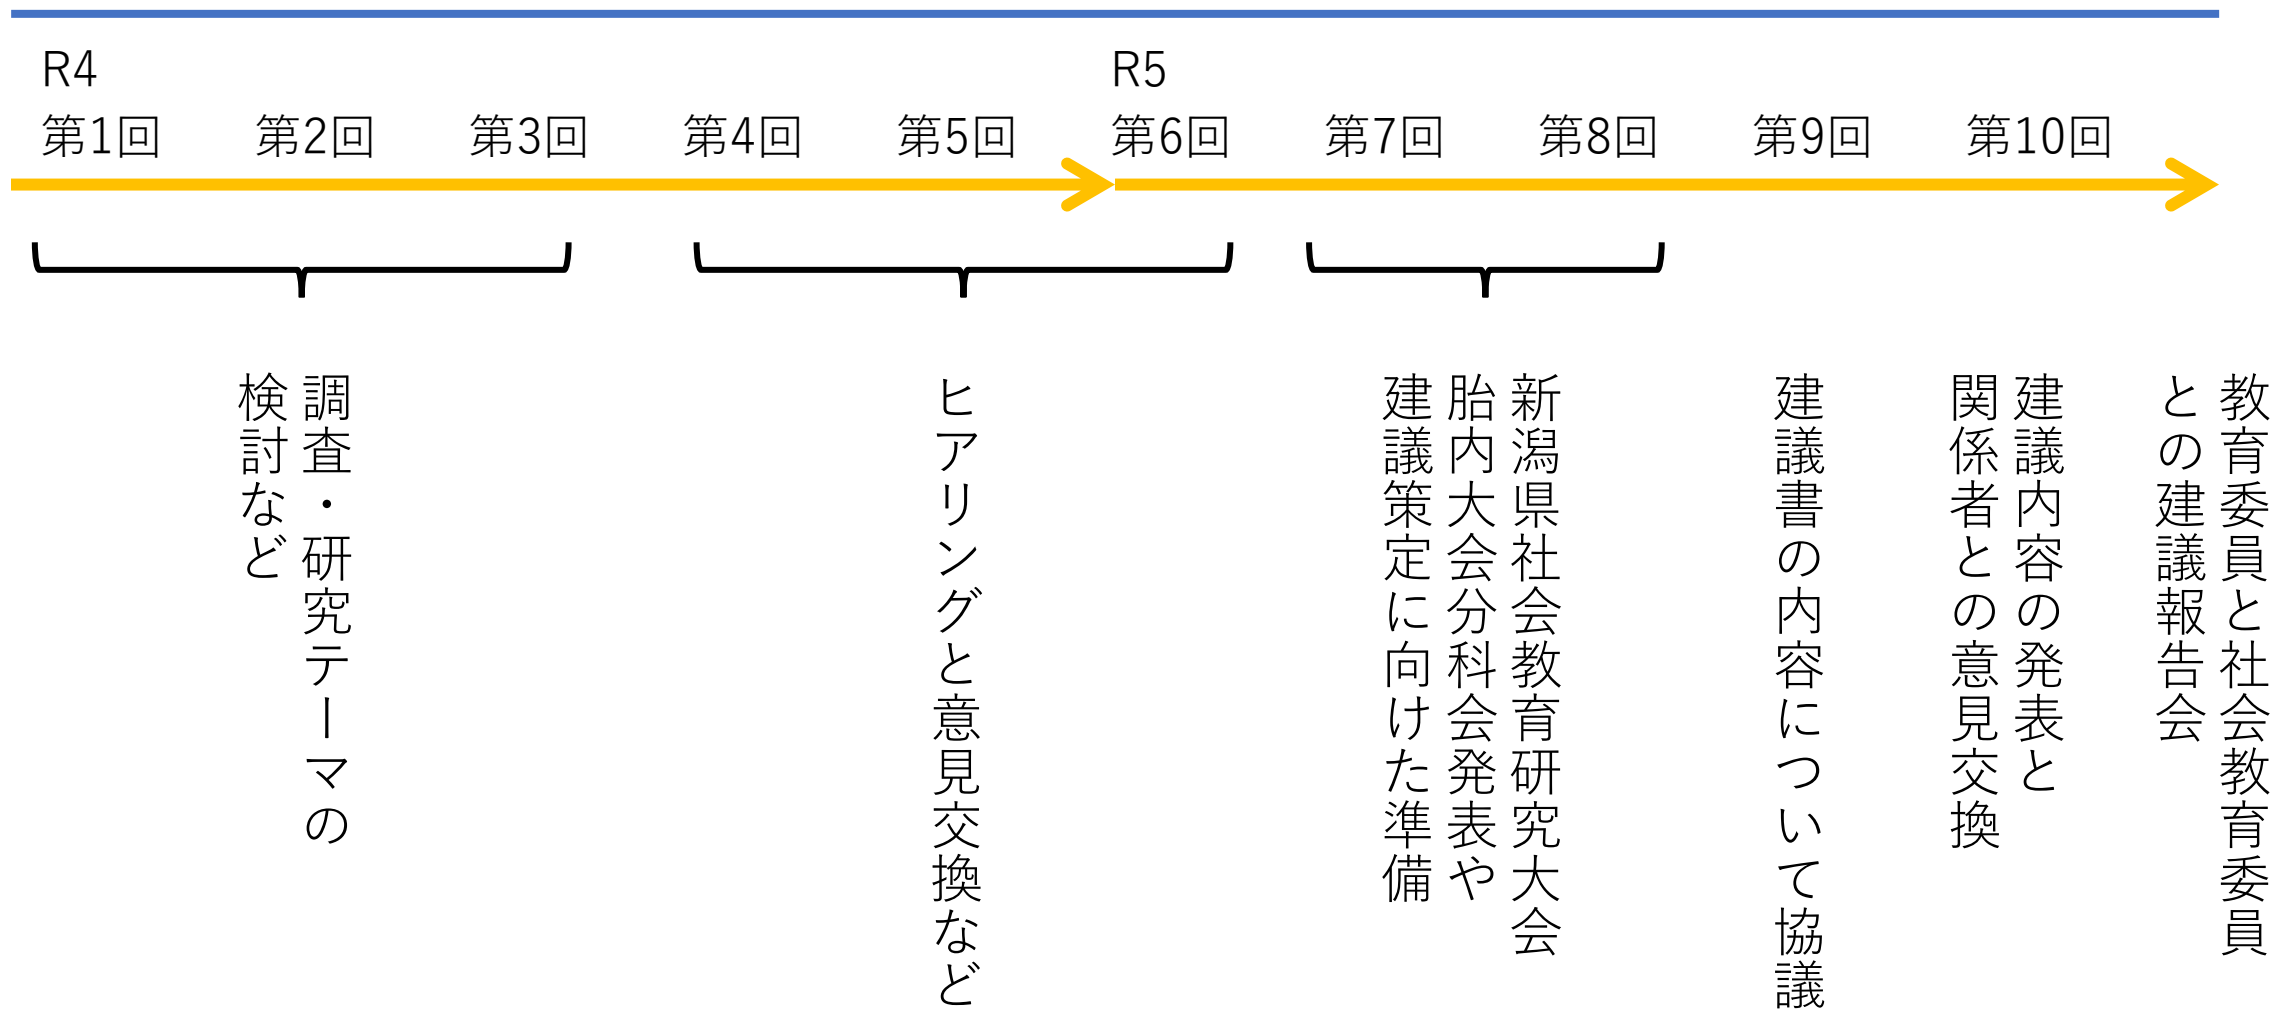 R4
R5
第1回
第2回
第3回
第4回
第5回
第6回
第7回
第8回
第9回
第10回
調査・研究テーマの
検討など
ヒアリングと意見交換など
新潟県社会教育研究大会
胎内大会分科会発表や
建議策定に向けた準備
建議書の内容について協議
建議内容の発表と
関係者との意見交換
教育委員と社会教育委員
との建議報告会